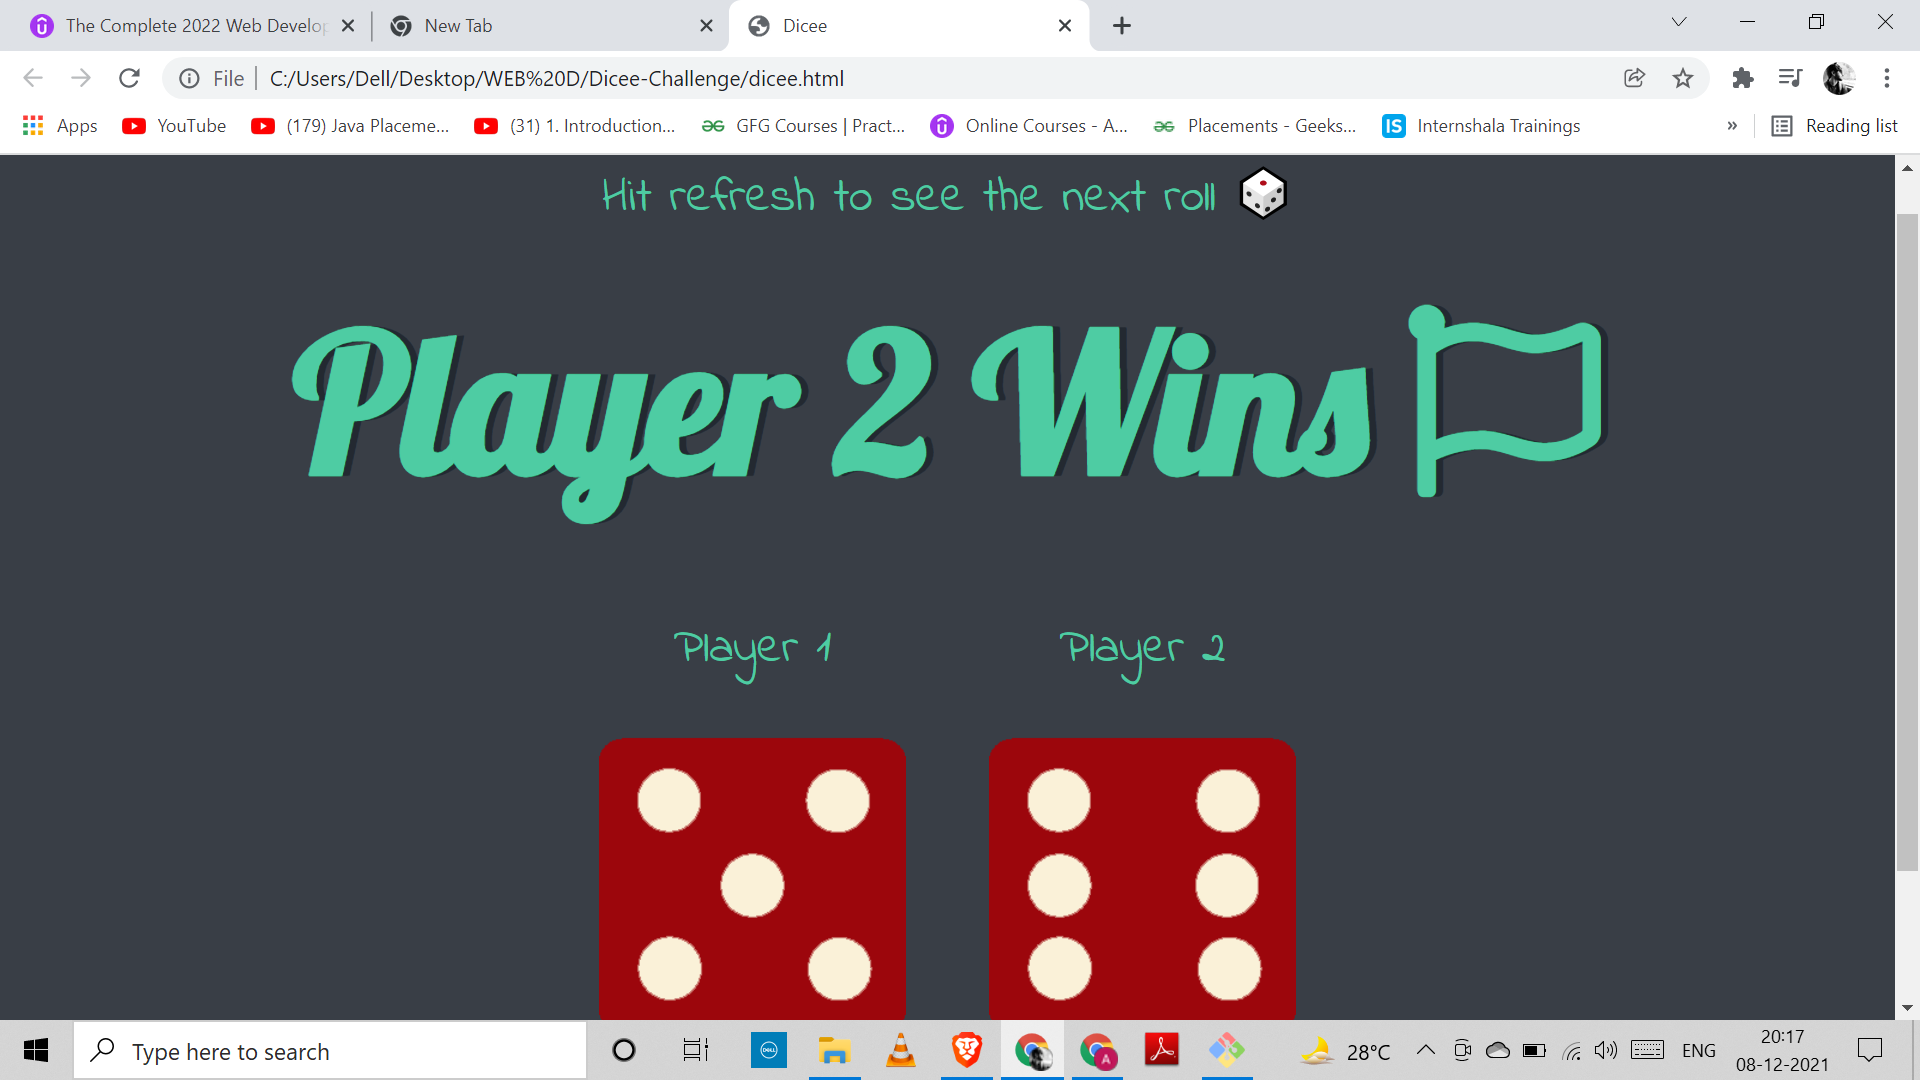 The Complete 2022 Web Develop
New Tab
Dicee
File
C:/Users/Dell/Desktop/WEB%20D/Dicee-Challenge/dicee.html
Apps
YouTube
(179) Java Placeme...
(31) 1. Introduction...
GFG Courses | Pract...
Online Courses - A...
Placements - Geeks...
IS
Internshala Trainings
»
Reading list
Hit refresh to see the next roll
Player 2 Wins
Player 1
Player 2
Type here to search
DELL
A
28°C
ENG
20:17
08-12-2021